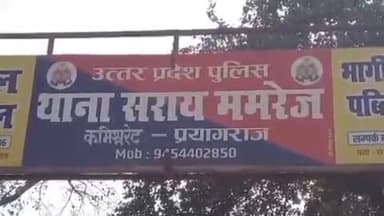 उत्तर प्रदेश पुलिस
थाना सराय ममरेज
कमिश्नरेट - प्रयागराज
Mob : 9454402850